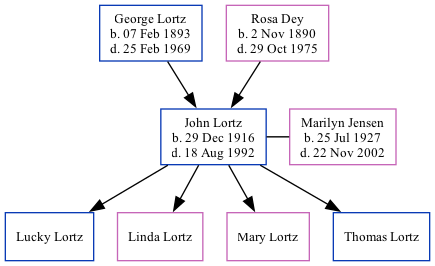 George Lortz
b. 07 Feb 1893
d. 25 Feb 1969
Rosa Dey
b. 2 Nov 1890
d. 29 Oct 1975
John Lortz
b. 29 Dec 1916
d. 18 Aug 1992
Marilyn Jensen
b. 25 Jul 1927
d. 22 Nov 2002
Lucky Lortz
Linda Lortz
Mary Lortz
Thomas Lortz